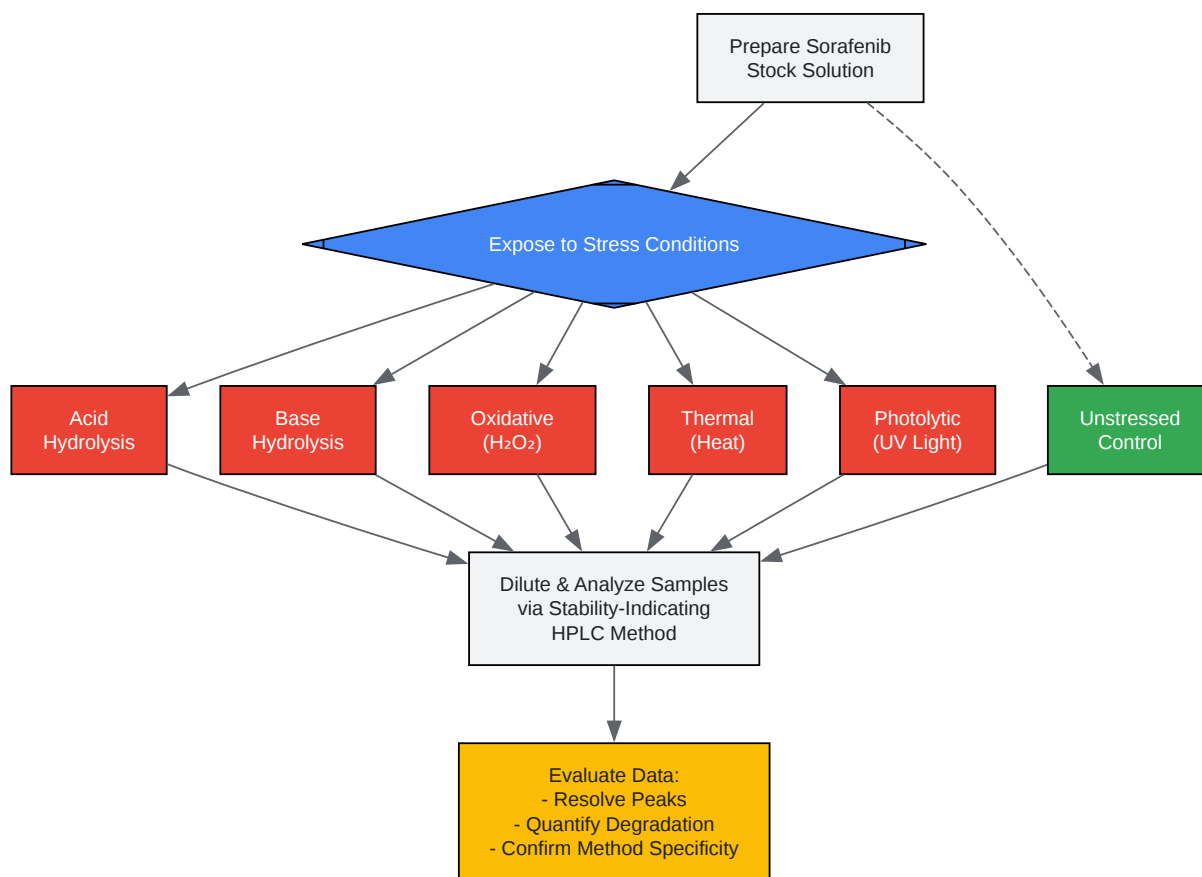 Prepare Sorafenib
Stock Solution
Expose to Stress Conditions
Acid
Hydrolysis
Base
Hydrolysis
Oxidative
(H₂O₂)
Thermal
(Heat)
Photolytic
(UV Light)
Unstressed
Control
Dilute & Analyze Samples
via Stability-Indicating
HPLC Method
Evaluate Data:
- Resolve Peaks
- Quantify Degradation
- Confirm Method Specificity